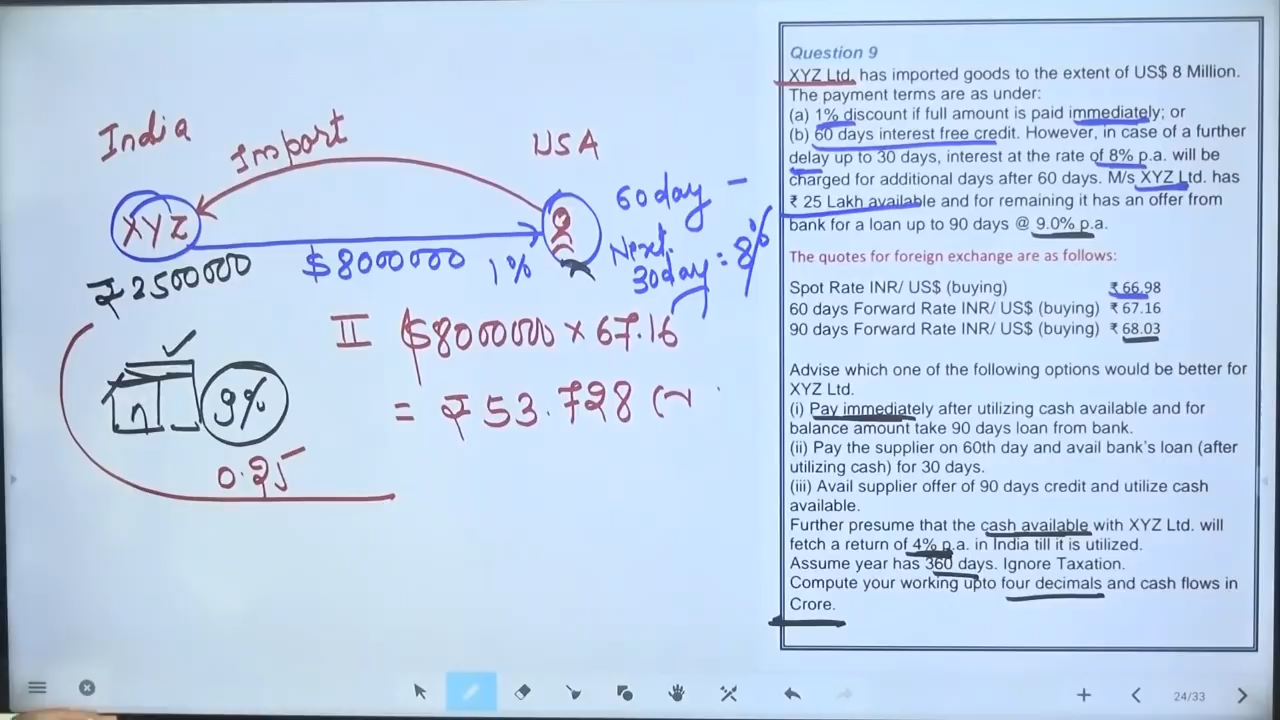 India
Import
USA
XYZ
60 day -
Next
30 day = 8%
₹ 2500000
$8000000
1%
II $8000000 × 67.16
= ₹ 53.728 (
9%
0.25
Question 9
XYZ Ltd. has imported goods to the extent of US$ 8 Million.
The payment terms are as under:
(a) 1% discount if full amount is paid immediately; or
(b) 60 days interest free credit. However, in case of a further
delay up to 30 days, interest at the rate of 8% p.a. will be
charged for additional days after 60 days. M/s XYZ Ltd. has
₹ 25 Lakh available and for remaining it has an offer from
bank for a loan up to 90 days @ 9.0% p.a.
The quotes for foreign exchange are as follows:
Spot Rate INR/ US$ (buying) ₹ 66.98
60 days Forward Rate INR/ US$ (buying) ₹ 67.16
90 days Forward Rate INR/ US$ (buying) ₹ 68.03
Advise which one of the following options would be better for
XYZ Ltd.
(i) Pay immediately after utilizing cash available and for
balance amount take 90 days loan from bank.
(ii) Pay the supplier on 60th day and avail bank's loan (after
utilizing cash) for 30 days.
(iii) Avail supplier offer of 90 days credit and utilize cash
available.
Further presume that the cash available with XYZ Ltd. will
fetch a return of 4% p.a. in India till it is utilized.
Assume year has 360 days. Ignore Taxation.
Compute your working upto four decimals and cash flows in
Crore.
24/33